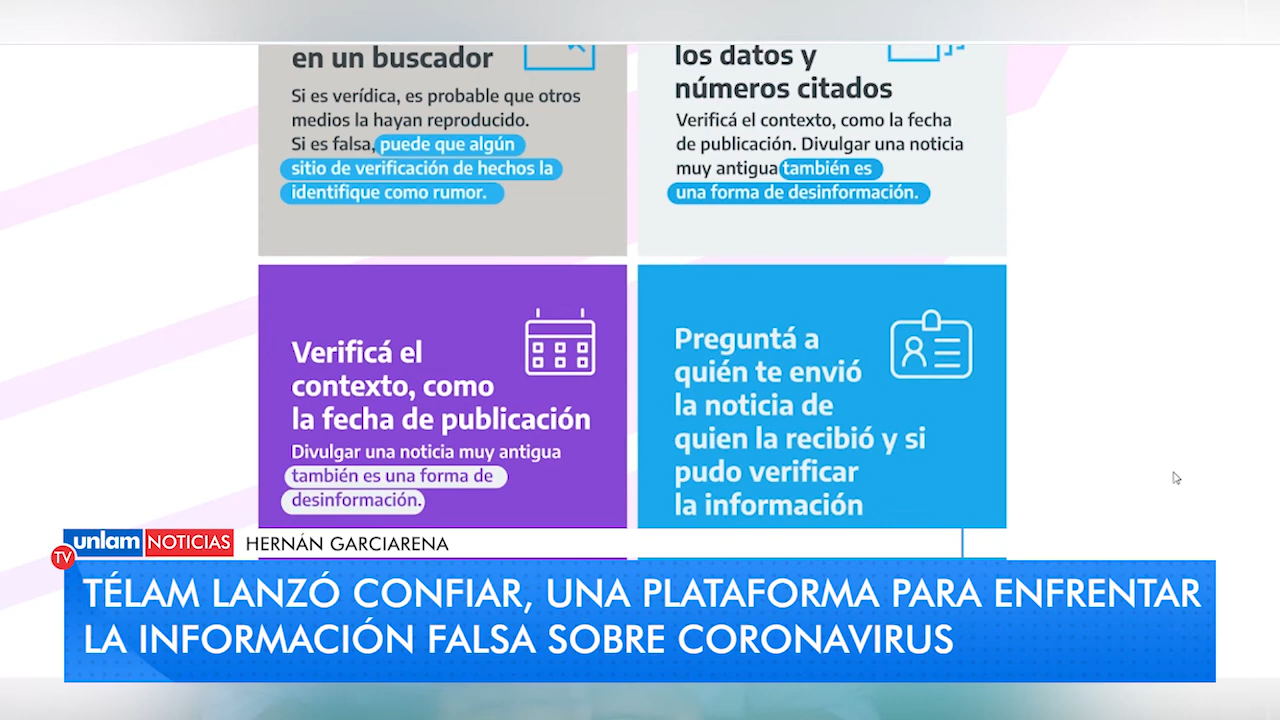 en un buscador
Si es verídica, es probable que otros
medios la hayan reproducido.
Si es falsa, puede que algún
sitio de verificación de hechos la
identifique como rumor.
los datos y
números citados
Verificá el contexto, como la fecha
de publicación. Divulgar una noticia
muy antigua también es
una forma de desinformación.
Verificá el
contexto, como
la fecha de publicación
Divulgar una noticia muy antigua
también es una forma de
desinformación.
Preguntá a
quién te envió
la noticia de
quien la recibió y si
pudo verificar
la información
unlam NOTICIAS HERNÁN GARCIARENA
TV
TÉLAM LANZÓ CONFIAR, UNA PLATAFORMA PARA ENFRENTAR
LA INFORMACIÓN FALSA SOBRE CORONAVIRUS